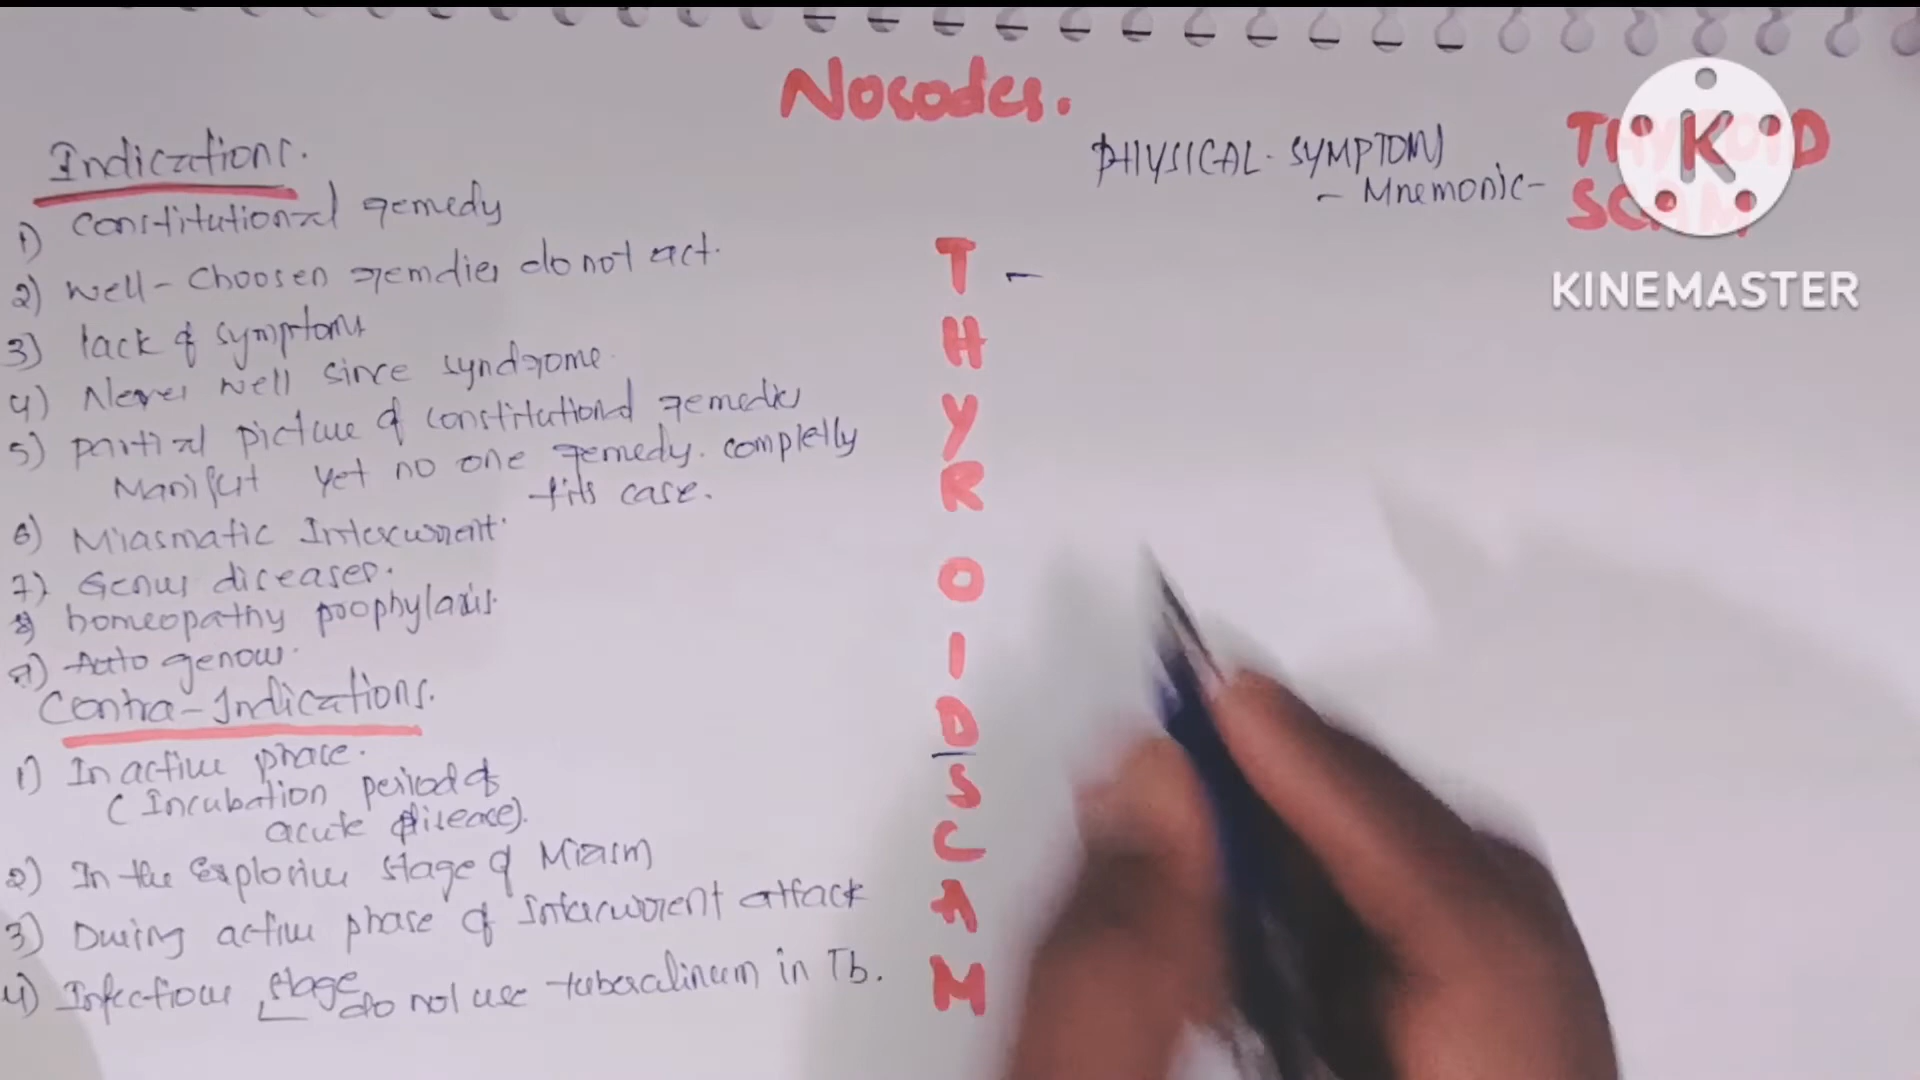 Nosodes.
Indications.
1) Constitutional remedy
2) Well-Choosen remdies do not act.
3) lack of symptoms
4) Never well since syndrome.
5) Partial picture of constitutional remedies
Manifest yet no one remedy. completly
fits case.
6) Miasmatic Intercurrent.
7) Genus diseases.
8) homeopathy prophylaxis.
9) Auto genous.
Contra-Indications.
1) In active phase.
(Incubation period of
acute disease).
2) In the Explosive stage of Miasm
3) During active phase of Intercurrent attack
4) Infectious stage
do not use tubercalinum in Tb.
PHYSICAL SYMPTOMS
- Mnemonic-
T -
H
Y
R
O
I
D
S
C
A
M
K
KINEMASTER